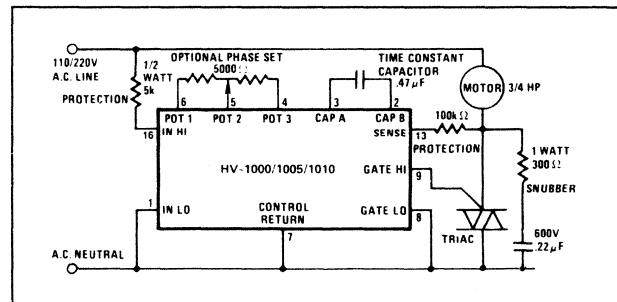 110/220V
A.C. LINE
PROTECTION
1/2
WATT
5k
OPTIONAL PHASE SET
5000Ω
TIME CONSTANT
CAPACITOR
.47µF
MOTOR
3/4 HP
6
5
4
3
2
POT 1
POT 2
POT 3
CAP A
CAP B
16
IN HI
SENSE
13
100kΩ
PROTECTION
1 WATT
300Ω
SNUBBER
HV-1000/1005/1010
GATE HI
9
1
IN LO
CONTROL
RETURN
7
GATE LO
8
TRIAC
600V
.22µF
A.C. NEUTRAL